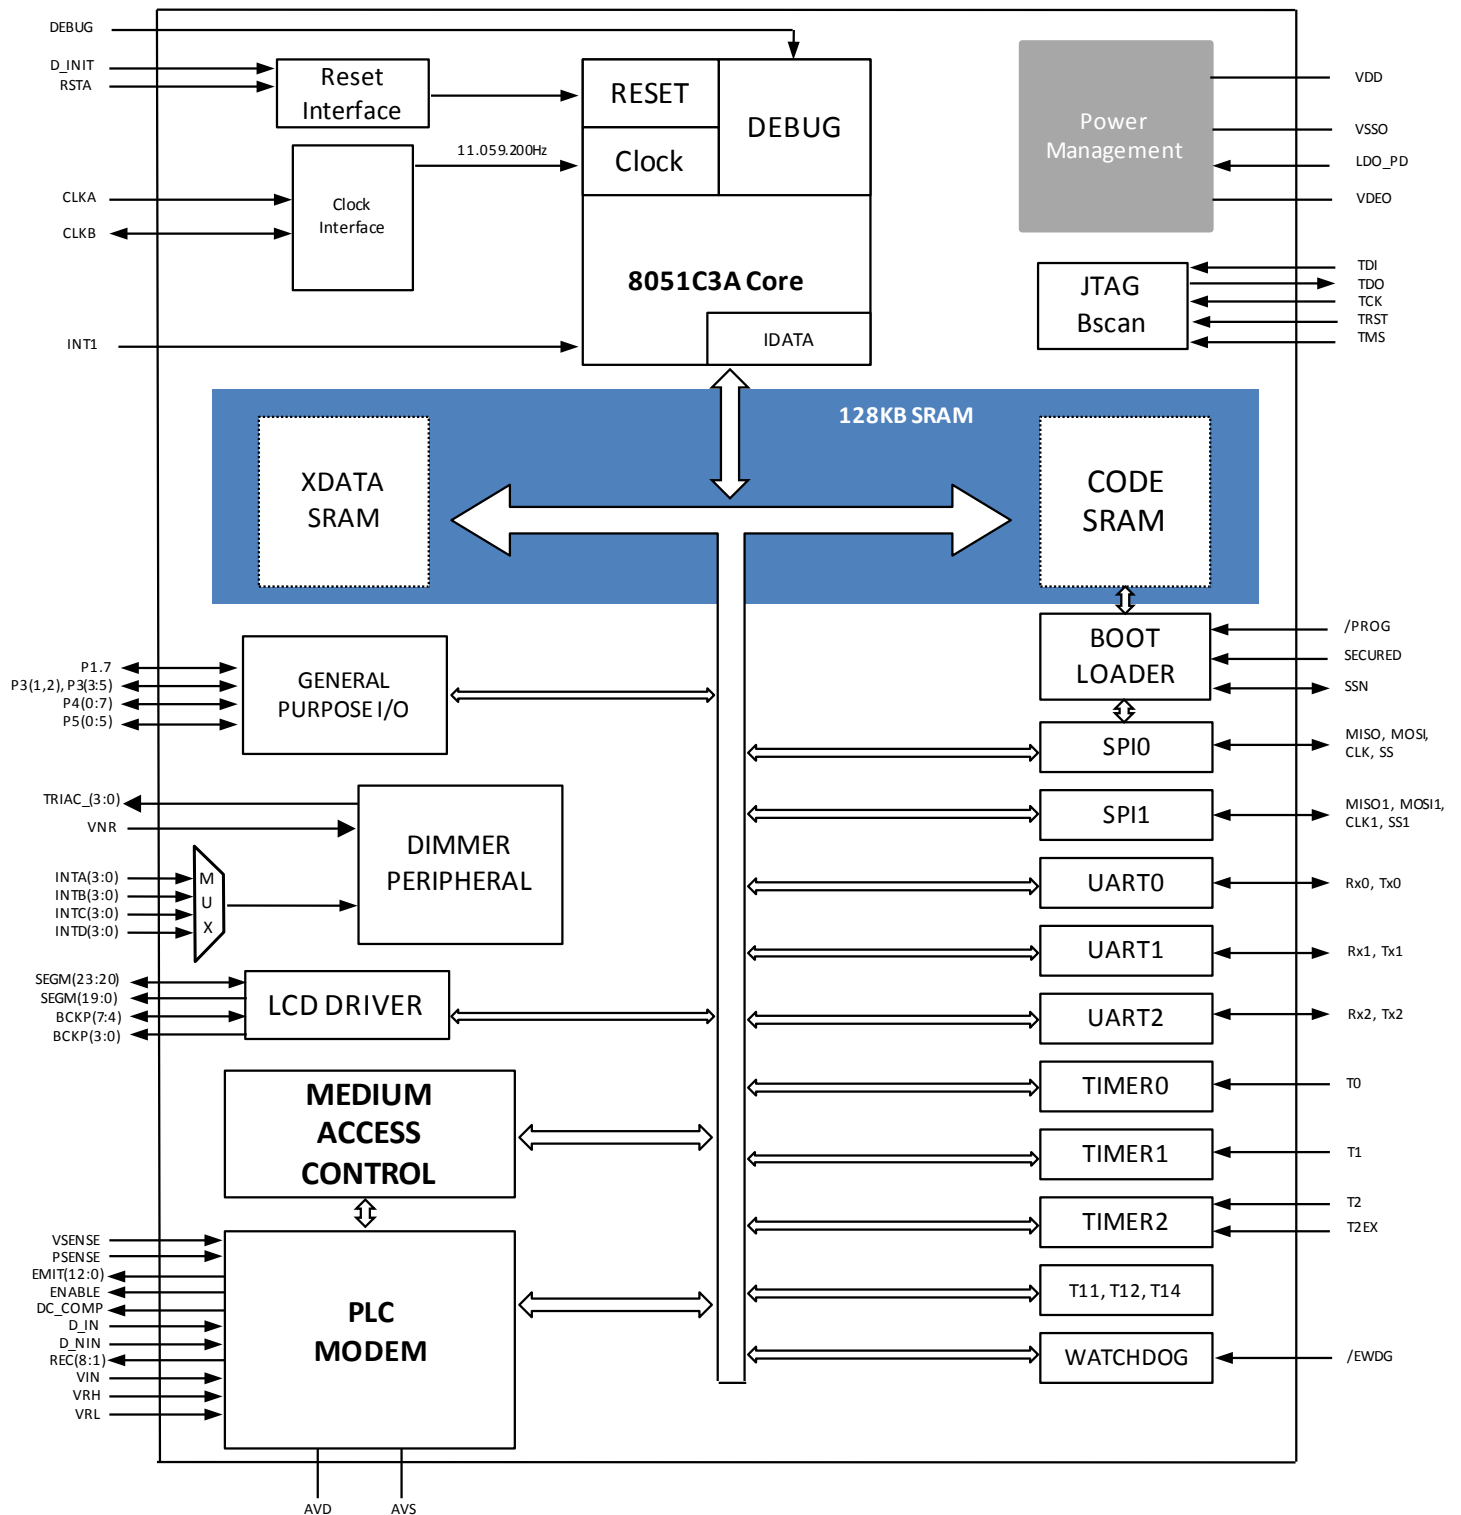 DEBUG
D_INIT
RSTA
Reset
Interface
RESET
DEBUG
Clock
11.059.200Hz
CLKA
CLKB
Clock
Interface
8051C3A Core
IDATA
INT1
Power
Management
VDD
VSSO
LDO_PD
VDEO
JTAG
Bscan
TDI
TDO
TCK
TRST
TMS
128KB SRAM
XDATA
SRAM
CODE
SRAM
BOOT
LOADER
/PROG
SECURED
SSN
P1.7
P3(1,2), P3(3:5)
P4(0:7)
P5(0:5)
GENERAL
PURPOSE I/O
SPI0
MISO, MOSI,
CLK, SS
TRIAC_(3:0)
VNR
DIMMER
PERIPHERAL
SPI1
MISO1, MOSI1,
CLK1, SS1
INTA(3:0)
INTB(3:0)
INTC(3:0)
INTD(3:0)
M
U
X
UART0
Rx0, Tx0
UART1
Rx1, Tx1
SEGM(23:20)
SEGM(19:0)
BCKP(7:4)
BCKP(3:0)
LCD DRIVER
UART2
Rx2, Tx2
MEDIUM
ACCESS
CONTROL
TIMER0
T0
TIMER1
T1
TIMER2
T2
T2EX
VSENSE
PSENSE
EMIT(12:0)
ENABLE
DC_COMP
D_IN
D_NIN
REC(8:1)
VIN
VRH
VRL
PLC
MODEM
T11, T12, T14
WATCHDOG
/EWDG
AVD
AVS